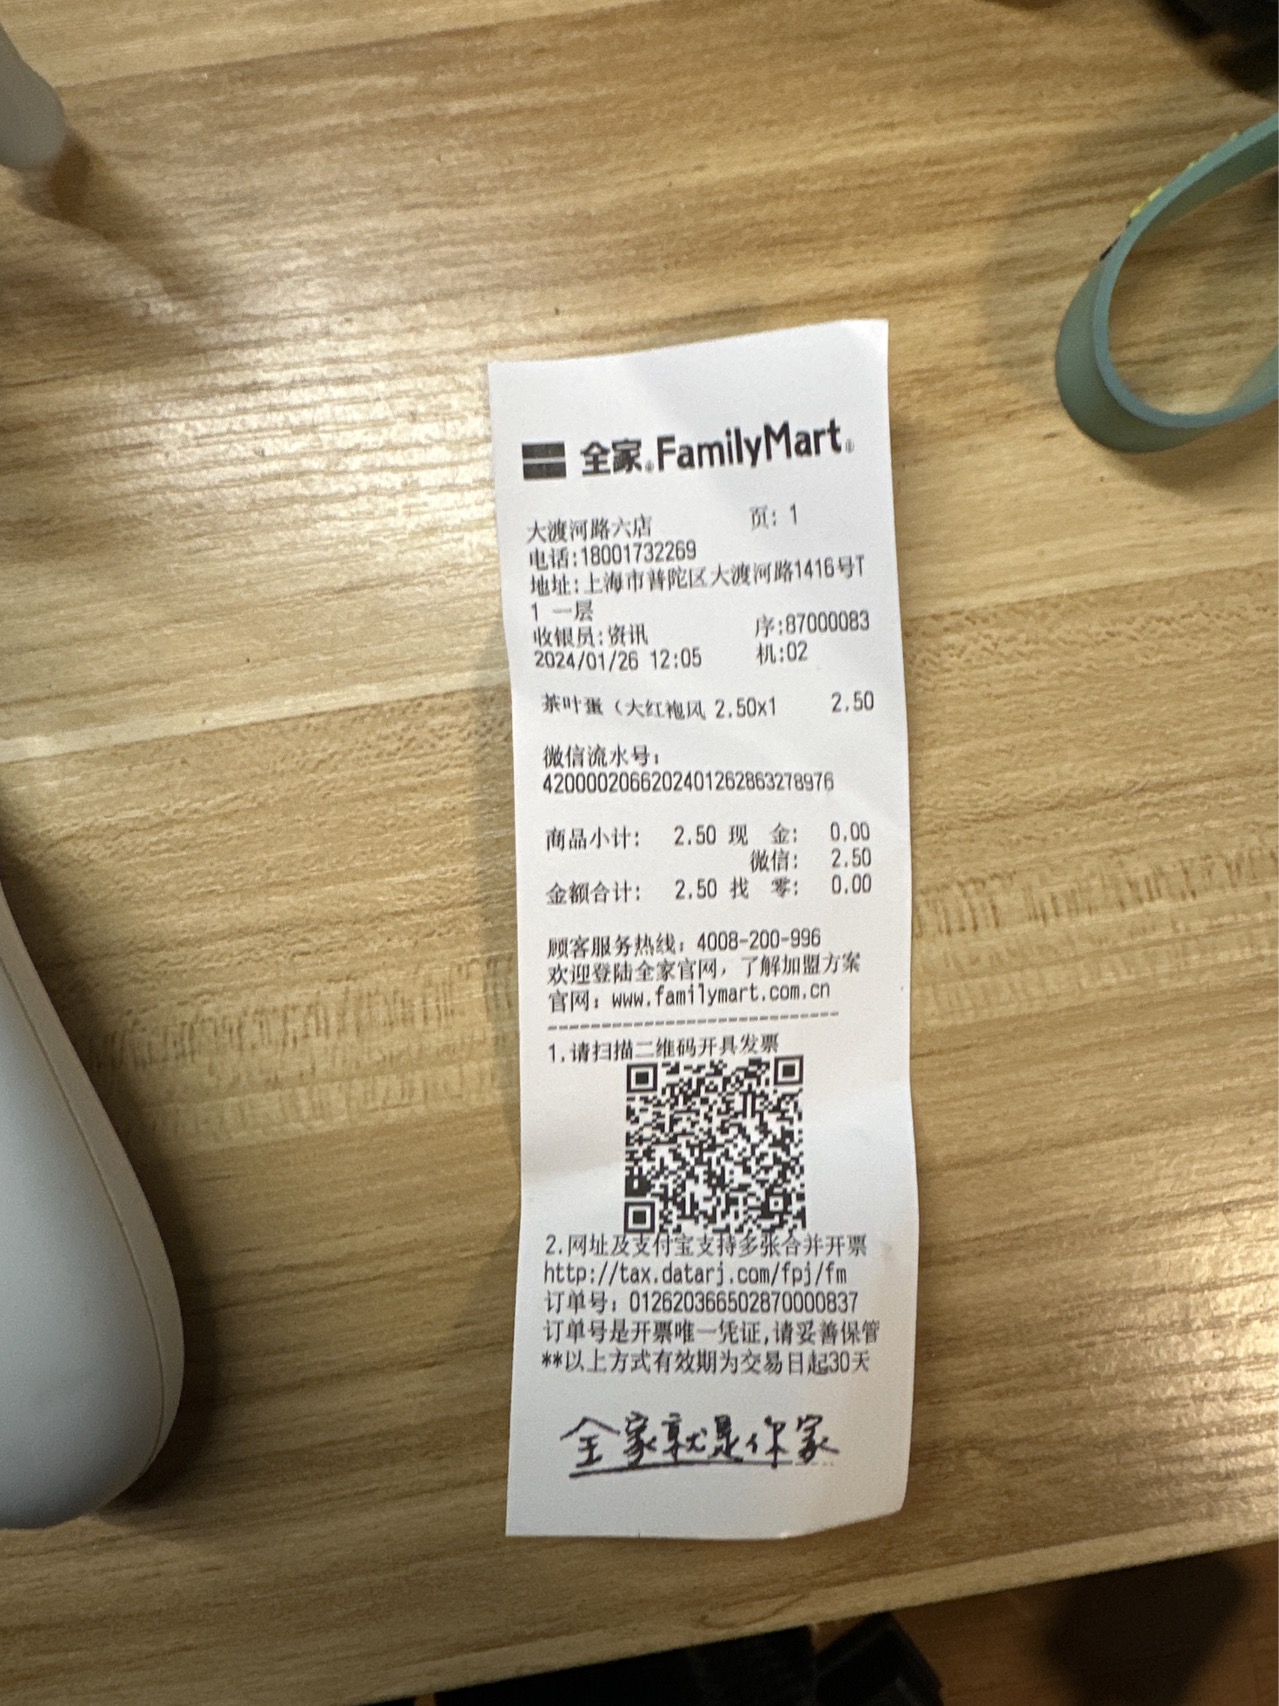 全家®FamilyMart®
大渡河路六店 页: 1
电话:18001732269
地址:上海市普陀区大渡河路1416号T
1 一层
收银员:资讯 序:87000083
2024/01/26 12:05 机:02
茶叶蛋（大红袍风 2.50x1 2.50
微信流水号:
4200002066202401262863278976
商品小计: 2.50 现 金: 0.00
微信: 2.50
金额合计: 2.50 找 零: 0.00
顾客服务热线: 4008-200-996
欢迎登陆全家官网, 了解加盟方案
官网: www.familymart.com.cn
----------------------------
1.请扫描二维码开具发票
2.网址及支付宝支持多张合并开票
http://tax.datarj.com/fpj/fm
订单号: 012620366502870000837
订单号是开票唯一凭证,请妥善保管
**以上方式有效期为交易日起30天
全家就是你家